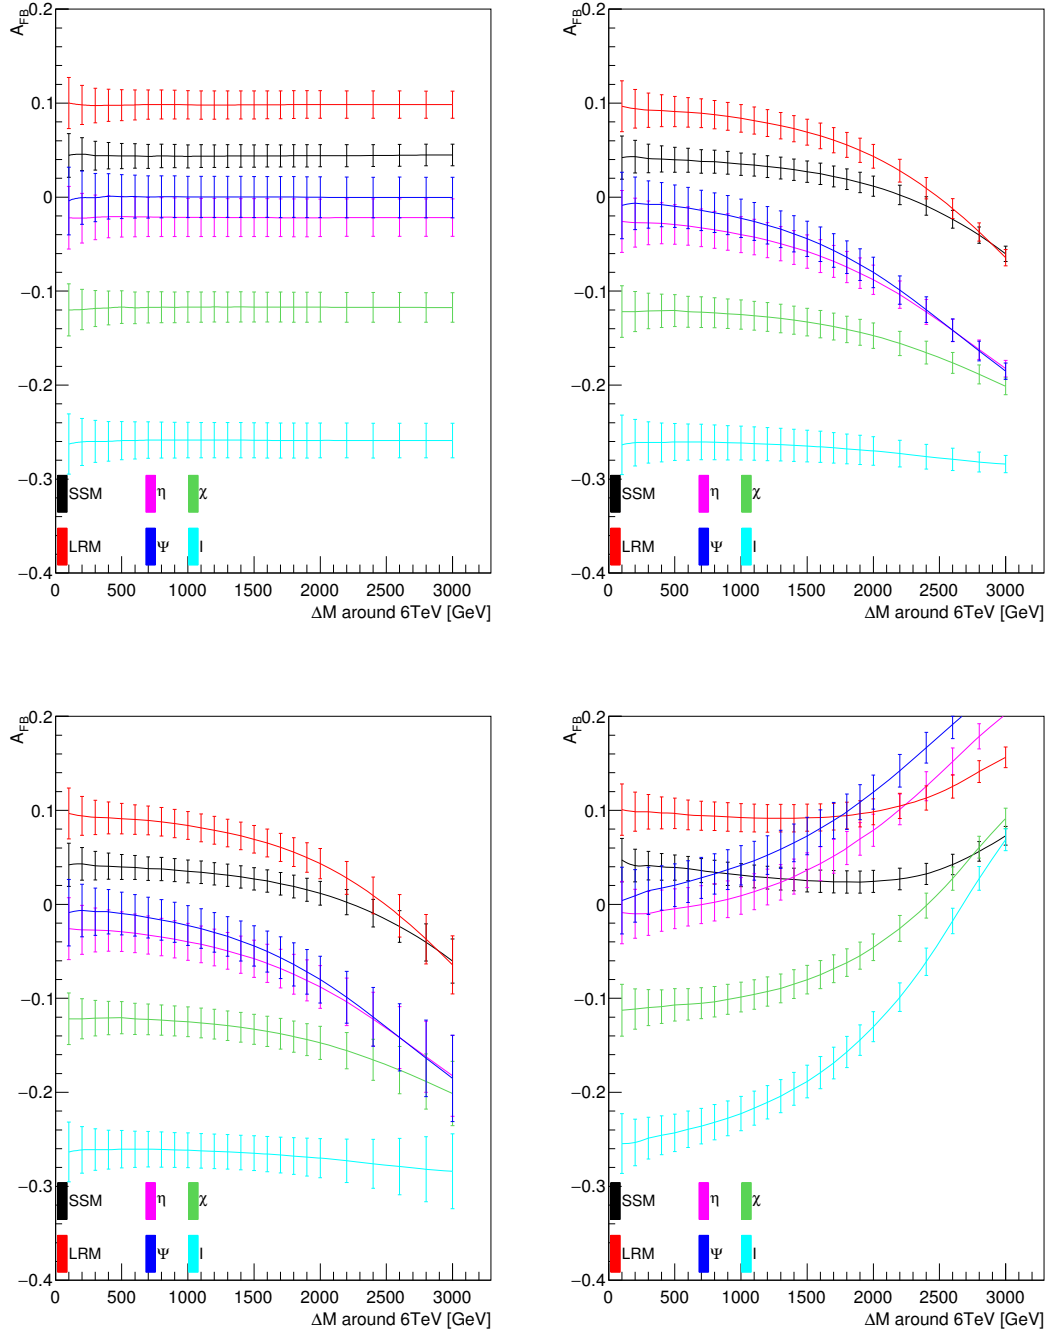 A_FB A_FB
0.2 0.2
0.1 0.1
0 0
−0.1 −0.1
−0.2 −0.2
−0.3 −0.3
SSM η χ SSM η χ
LRM Ψ I LRM Ψ I
−0.4 −0.4
0 500 1000 1500 2000 2500 3000 0 500 1000 1500 2000 2500 3000
ΔM around 6TeV [GeV] ΔM around 6TeV [GeV]
A_FB A_FB
0.2 0.2
0.1 0.1
0 0
−0.1 −0.1
−0.2 −0.2
−0.3 −0.3
SSM η χ SSM η χ
LRM Ψ I LRM Ψ I
−0.4 −0.4
0 500 1000 1500 2000 2500 3000 0 500 1000 1500 2000 2500 3000
ΔM around 6TeV [GeV] ΔM around 6TeV [GeV]